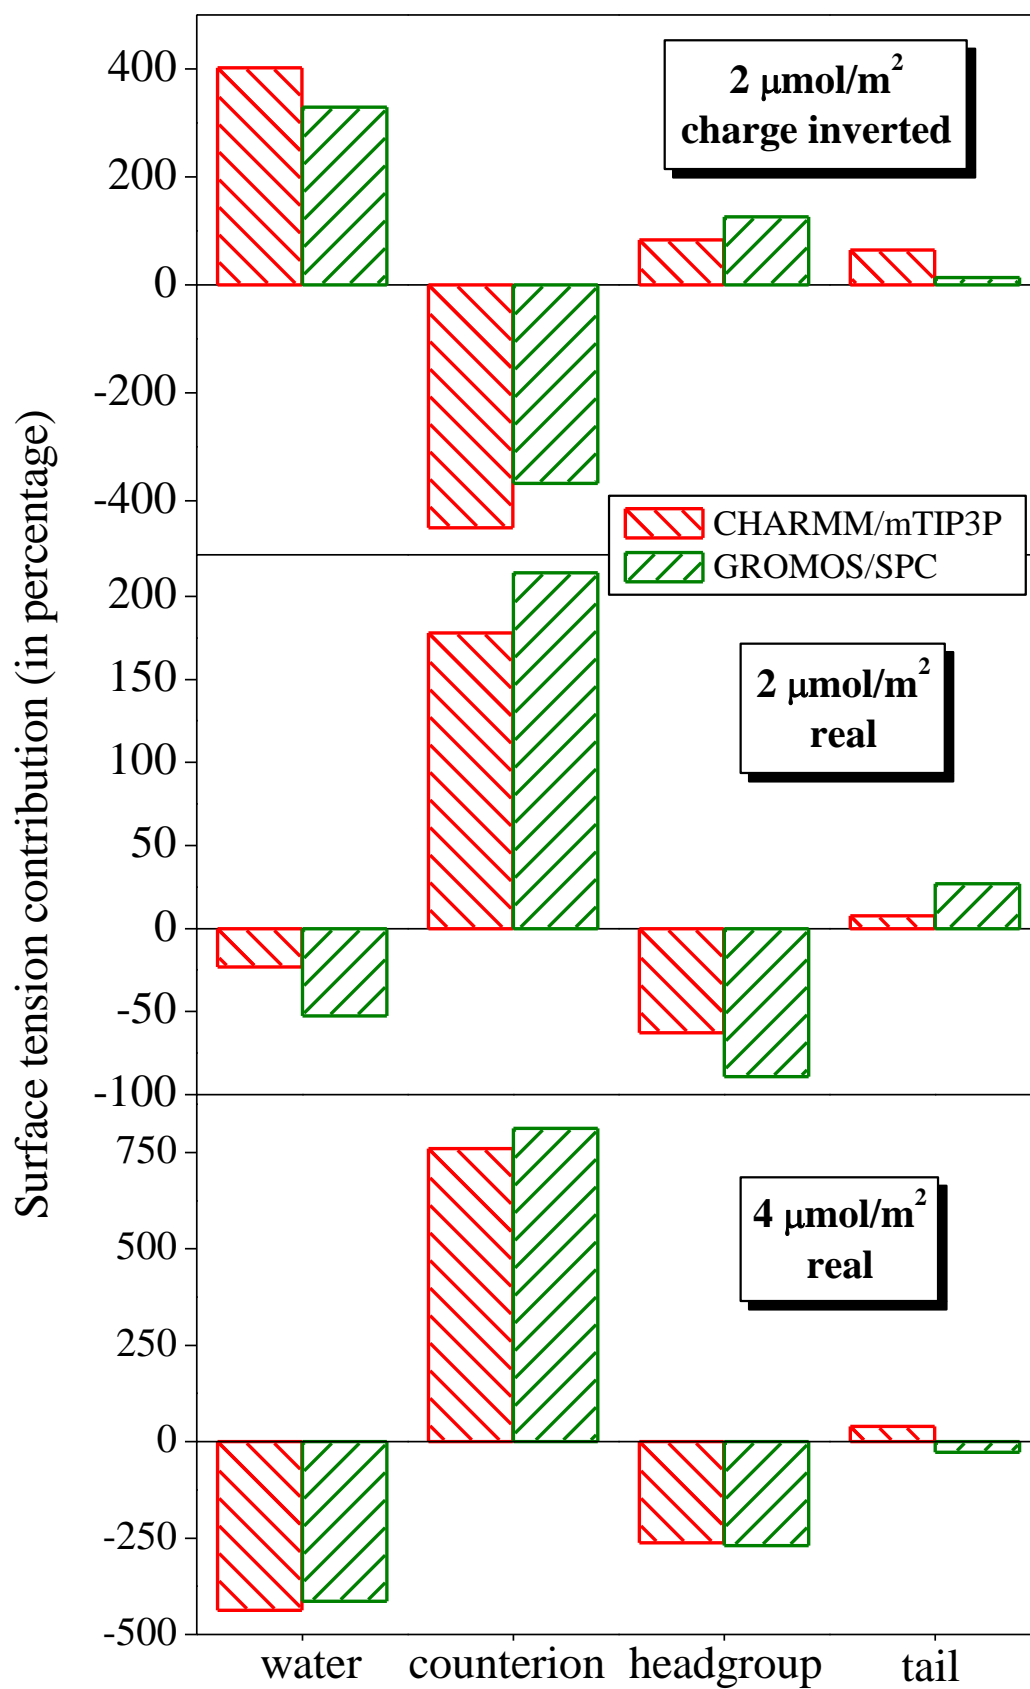 Surface tension contribution (in percentage)
400
200
0
-200
-400
2 μmol/m²
charge inverted
CHARMM/mTIP3P
GROMOS/SPC
200
150
100
50
0
-50
-100
2 μmol/m²
real
750
500
250
0
-250
-500
4 μmol/m²
real
water counterion headgroup tail